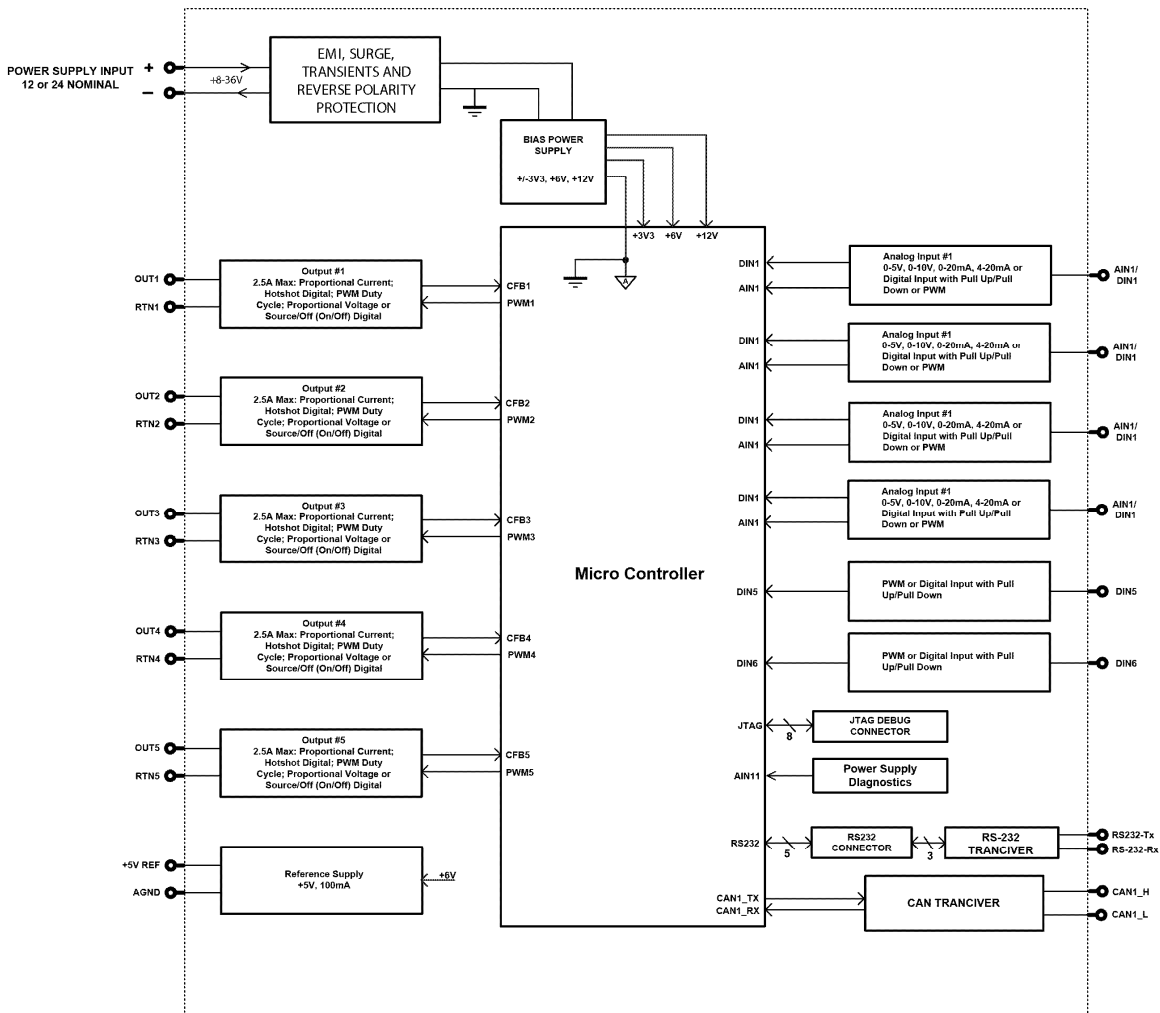 POWER SUPPLY INPUT
12 or 24 NOMINAL
+
−
+8-36V
EMI, SURGE,
TRANSIENTS AND
REVERSE POLARITY
PROTECTION
BIAS POWER
SUPPLY
+/-3V3, +6V, +12V
+3V3
+6V
+12V
A
Micro Controller
OUT1
RTN1
Output #1
2.5A Max: Proportional Current;
Hotshot Digital; PWM Duty
Cycle; Proportional Voltage or
Source/Off (On/Off) Digital
CFB1
PWM1
OUT2
RTN2
Output #2
2.5A Max: Proportional Current;
Hotshot Digital; PWM Duty
Cycle; Proportional Voltage or
Source/Off (On/Off) Digital
CFB2
PWM2
OUT3
RTN3
Output #3
2.5A Max: Proportional Current;
Hotshot Digital; PWM Duty
Cycle; Proportional Voltage or
Source/Off (On/Off) Digital
CFB3
PWM3
OUT4
RTN4
Output #4
2.5A Max: Proportional Current;
Hotshot Digital; PWM Duty
Cycle; Proportional Voltage or
Source/Off (On/Off) Digital
CFB4
PWM4
OUT5
RTN5
Output #5
2.5A Max: Proportional Current;
Hotshot Digital; PWM Duty
Cycle; Proportional Voltage or
Source/Off (On/Off) Digital
CFB5
PWM5
+5V REF
AGND
Reference Supply
+5V, 100mA
+6V
DIN1
AIN1
Analog Input #1
0-5V, 0-10V, 0-20mA, 4-20mA or
Digital Input with Pull Up/Pull
Down or PWM
AIN1/
DIN1
DIN1
AIN1
Analog Input #1
0-5V, 0-10V, 0-20mA, 4-20mA or
Digital Input with Pull Up/Pull
Down or PWM
AIN1/
DIN1
DIN1
AIN1
Analog Input #1
0-5V, 0-10V, 0-20mA, 4-20mA or
Digital Input with Pull Up/Pull
Down or PWM
AIN1/
DIN1
DIN1
AIN1
Analog Input #1
0-5V, 0-10V, 0-20mA, 4-20mA or
Digital Input with Pull Up/Pull
Down or PWM
AIN1/
DIN1
DIN5
PWM or Digital Input with Pull
Up/Pull Down
DIN5
DIN6
PWM or Digital Input with Pull
Up/Pull Down
DIN6
JTAG
8
JTAG DEBUG
CONNECTOR
AIN11
Power Supply
Diagnostics
RS232
5
RS232
CONNECTOR
3
RS-232
TRANCIVER
RS232-Tx
RS-232-Rx
CAN1_TX
CAN1_RX
CAN TRANCIVER
CAN1_H
CAN1_L